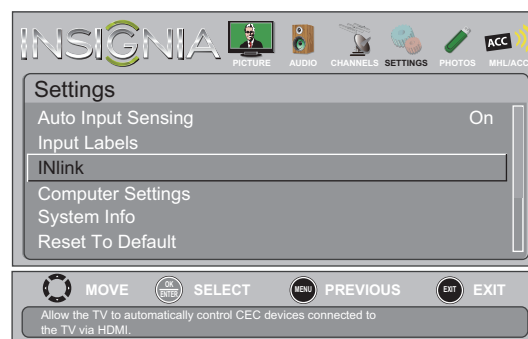 INSIGNIA
PICTURE AUDIO CHANNELS SETTINGS PHOTOS MHL/ACC
ACC
Settings
Auto Input Sensing On
Input Labels
INlink
Computer Settings
System Info
Reset To Default
MOVE OK ENTER SELECT MENU PREVIOUS EXIT EXIT
Allow the TV to automatically control CEC devices connected to
the TV via HDMI.